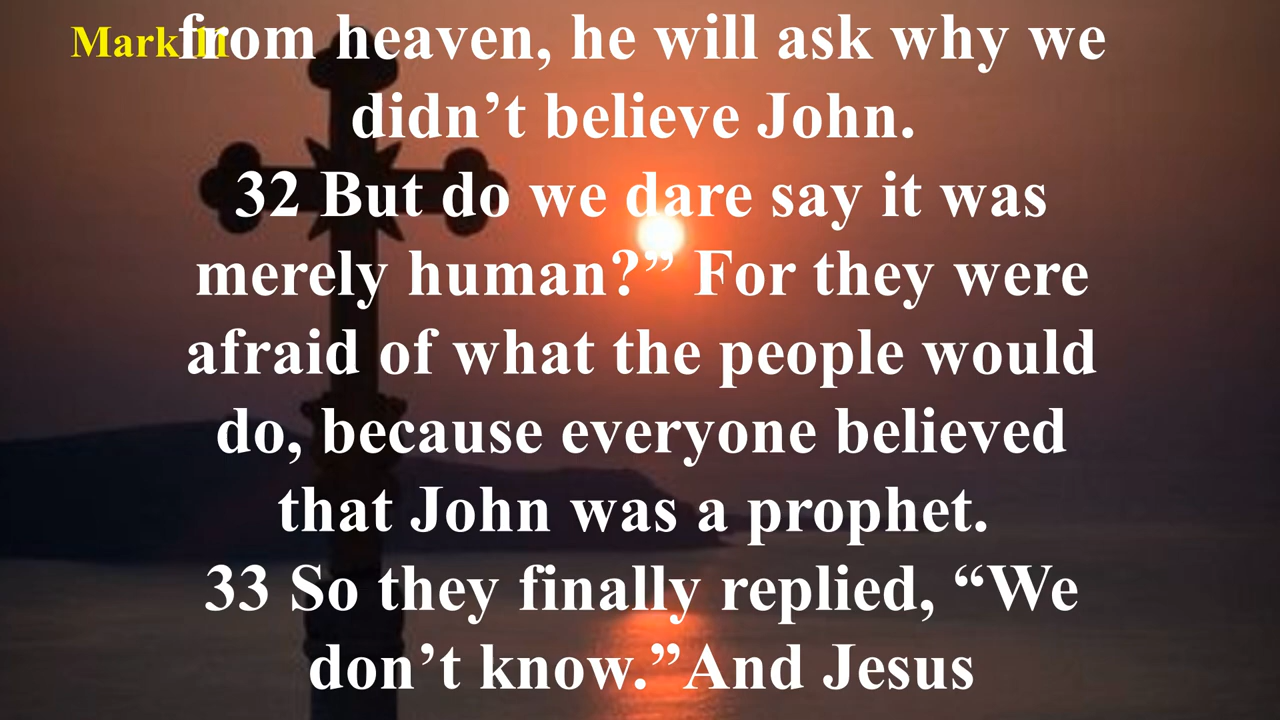 Mark 11
from heaven, he will ask why we
didn’t believe John.
32 But do we dare say it was
merely human?” For they were
afraid of what the people would
do, because everyone believed
that John was a prophet.
33 So they finally replied, “We
don’t know.”And Jesus